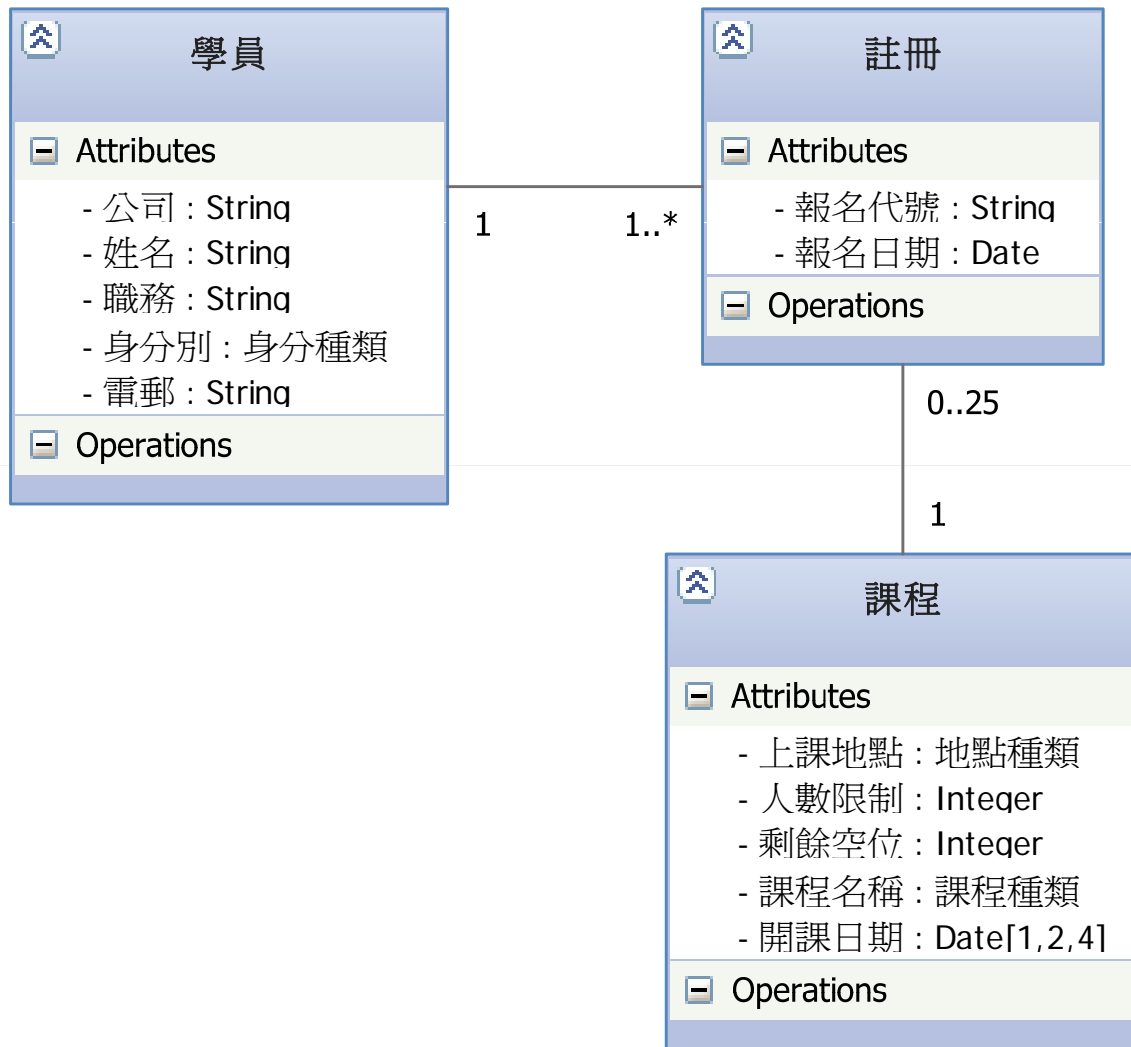 學員
Attributes
- 公司 : String
- 姓名 : String
- 職務 : String
- 身分別 : 身分種類
- 電郵 : String
Operations
1
1..*
註冊
Attributes
- 報名代號 : String
- 報名日期 : Date
Operations
0..25
1
課程
Attributes
- 上課地點 : 地點種類
- 人數限制 : Integer
- 剩餘空位 : Integer
- 課程名稱 : 課程種類
- 開課日期 : Date[1,2,4]
Operations